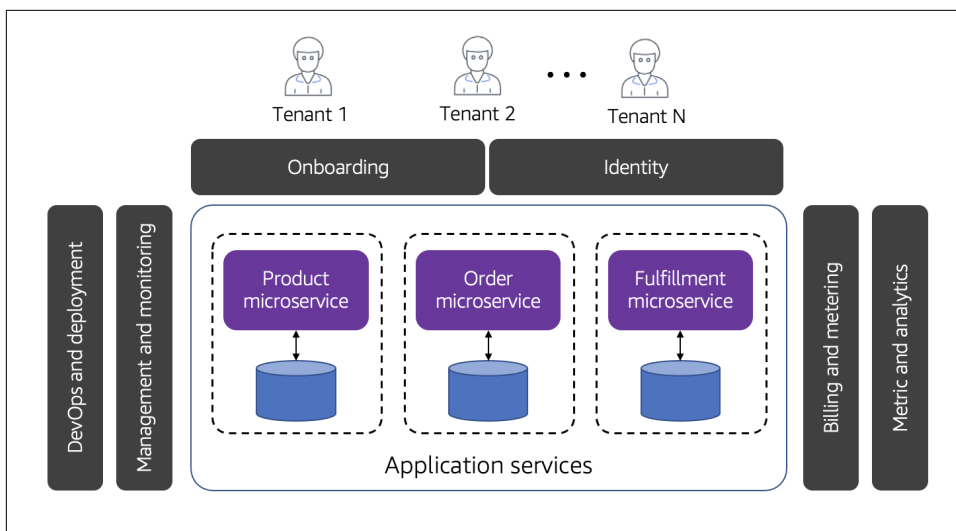 Tenant 1
Tenant 2
Tenant N
Onboarding
Identity
DevOps and deployment
Management and monitoring
Product
microservice
Order
microservice
Fulfillment
microservice
Application services
Billing and metering
Metric and analytics